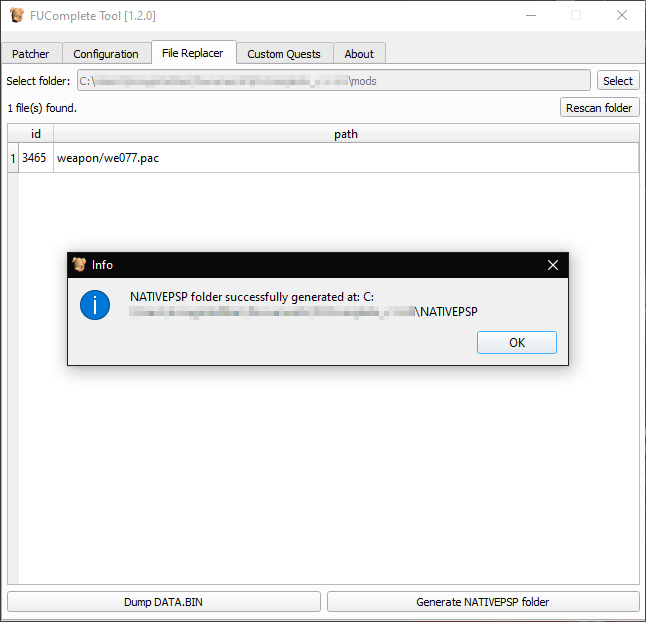 FUComplete Tool [1.2.0]
Patcher Configuration File Replacer Custom Quests About
Select folder: C:\ \mods Select
1 file(s) found. Rescan folder
id path
1 3465 weapon/we077.pac
Info
NATIVEPSP folder successfully generated at: C:
\NATIVEPSP
OK
Dump DATA.BIN Generate NATIVEPSP folder